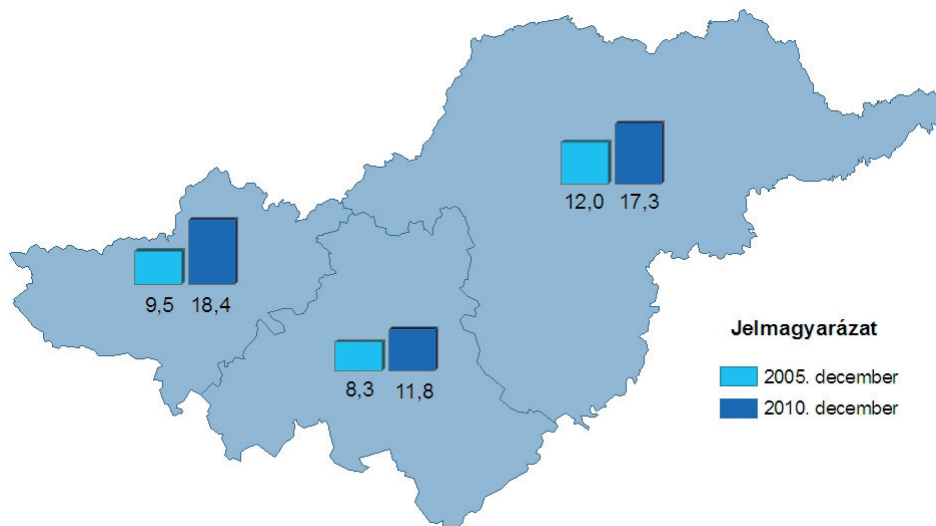 12,0 17,3
9,5 18,4
8,3 11,8
Jelmagyarázat
2005. december
2010. december